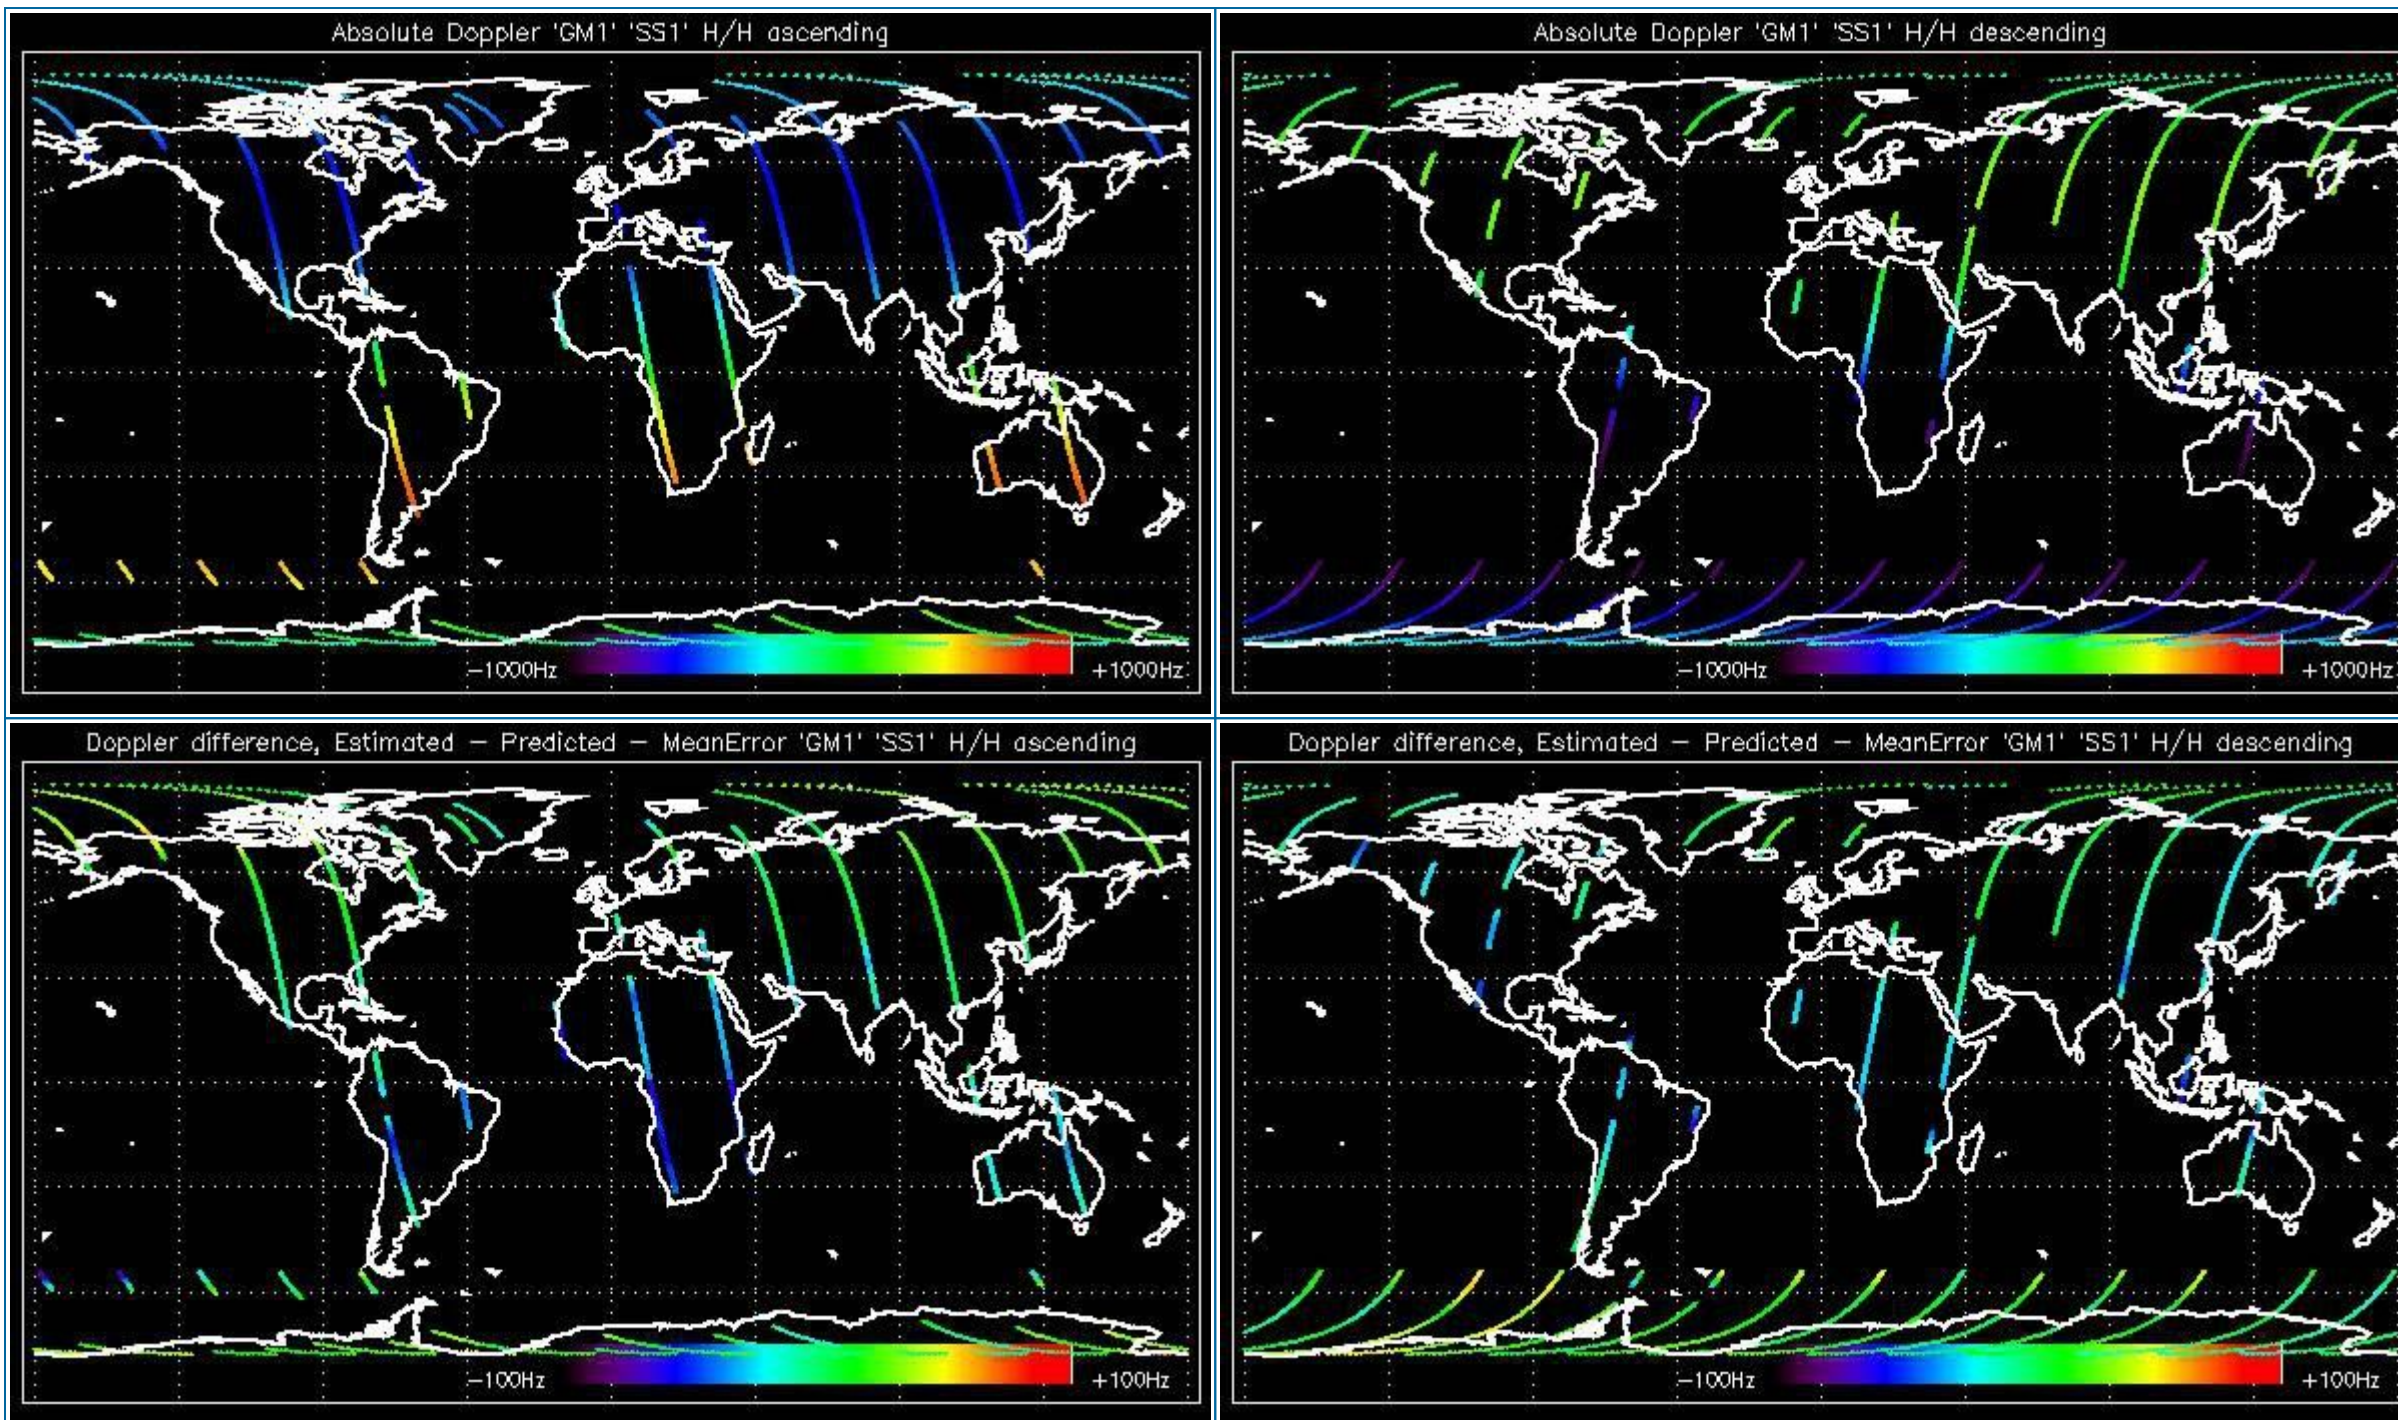 Absolute Doppler 'GM1' 'SS1' H/H ascending
-1000Hz
+1000Hz
Absolute Doppler 'GM1' 'SS1' H/H descending
-1000Hz
+1000Hz
Doppler difference, Estimated - Predicted - MeanError 'GM1' 'SS1' H/H ascending
-100Hz
+100Hz
Doppler difference, Estimated - Predicted - MeanError 'GM1' 'SS1' H/H descending
-100Hz
+100Hz